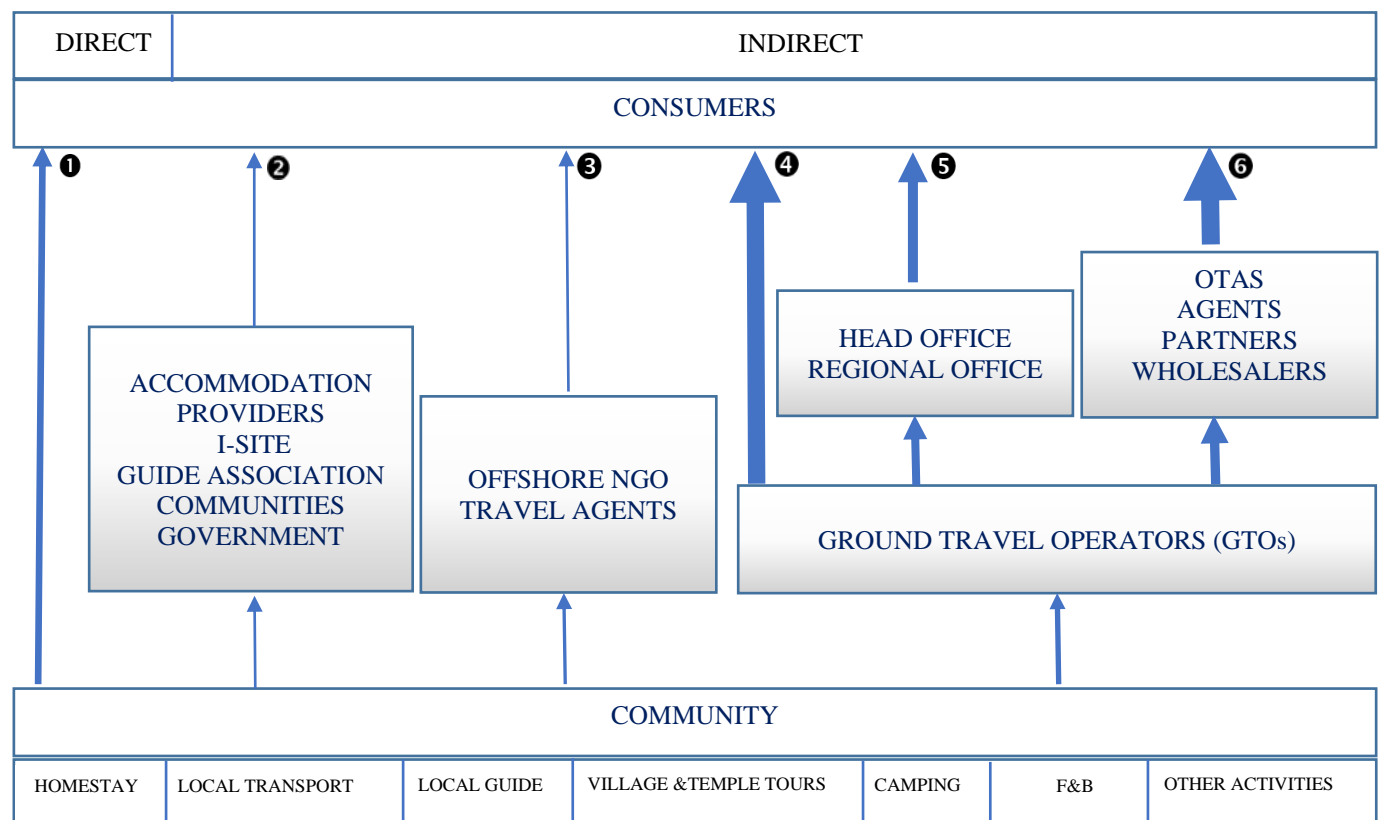 DIRECT
INDIRECT
CONSUMERS
❶
❷
❸
❹
❺
❻
OTAS
AGENTS
PARTNERS
WHOLESALERS
HEAD OFFICE
REGIONAL OFFICE
ACCOMMODATION
PROVIDERS
I-SITE
GUIDE ASSOCIATION
COMMUNITIES
GOVERNMENT
OFFSHORE NGO
TRAVEL AGENTS
GROUND TRAVEL OPERATORS (GTOs)
COMMUNITY
HOMESTAY
LOCAL TRANSPORT
LOCAL GUIDE
VILLAGE &TEMPLE TOURS
CAMPING
F&B
OTHER ACTIVITIES